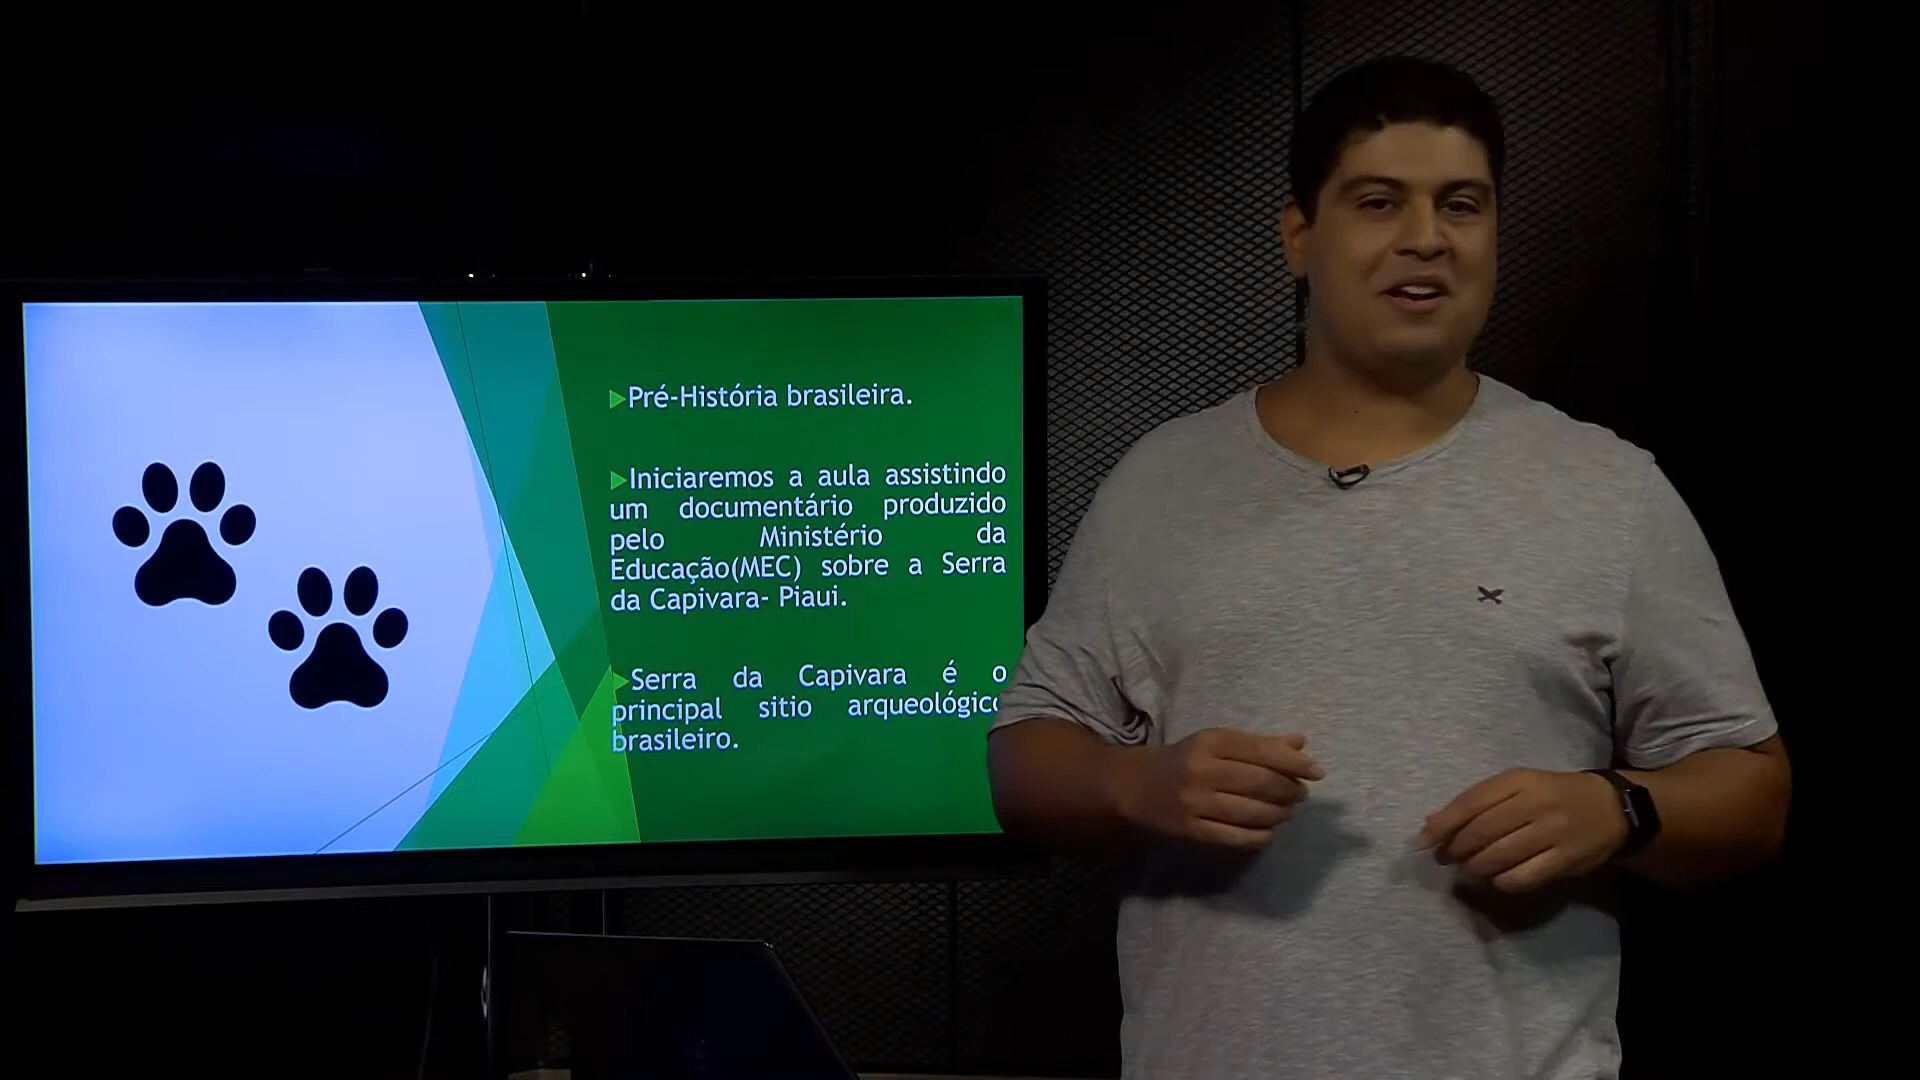 Pré-História brasileira.
Iniciaremos a aula assistindo
um documentário produzido
pelo Ministério da
Educação(MEC) sobre a Serra
da Capivara- Piaui.
Serra da Capivara é o
principal sitio arqueológico
brasileiro.